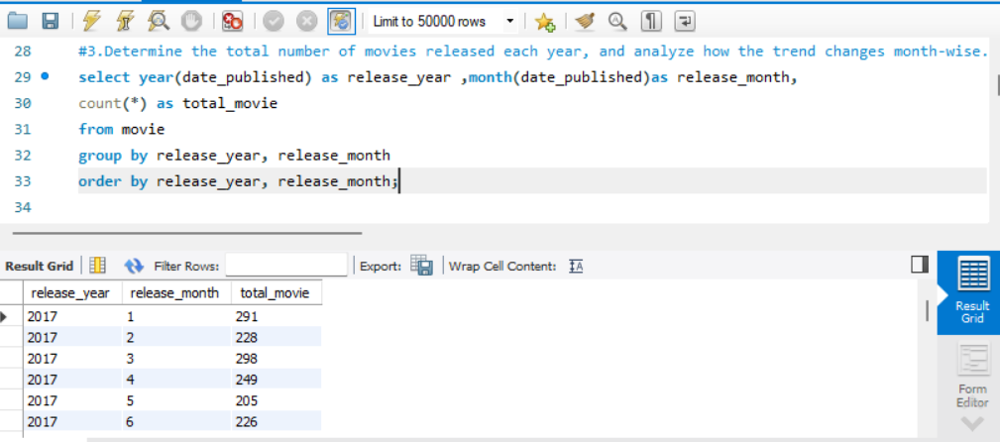 Limit to 50000 rows
28 #3.Determine the total number of movies released each year, and analyze how the trend changes month-wise.
29 select year(date_published) as release_year ,month(date_published)as release_month,
30 count(*) as total_movie
31 from movie
32 group by release_year, release_month
33 order by release_year, release_month;
34
Result Grid Filter Rows: Export: Wrap Cell Content: IA
release_year release_month total_movie
2017 1 291
2017 2 228
2017 3 298
2017 4 249
2017 5 205
2017 6 226
Result
Grid
Form
Editor